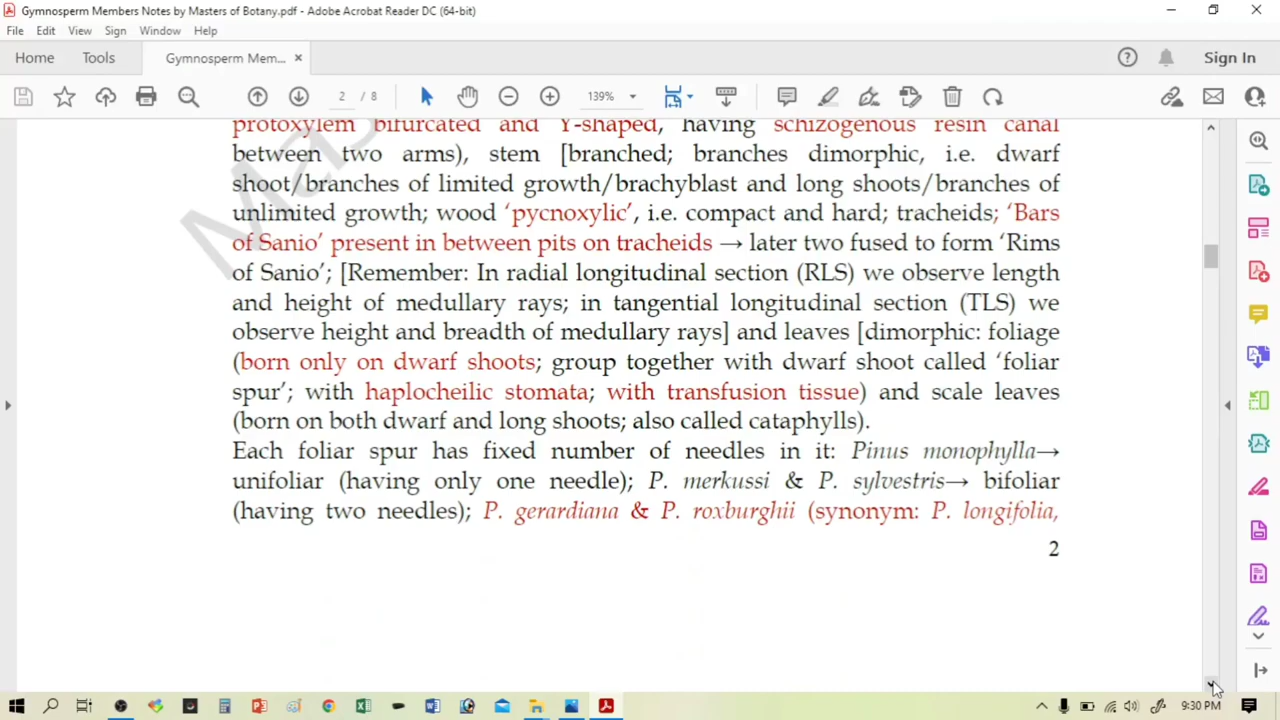 Gymnosperm Members Notes by Masters of Botany.pdf - Adobe Acrobat Reader DC (64-bit)
File Edit View Sign Window Help
Home Tools Gymnosperm Mem... × Sign In
2 / 8 139%
protoxylem bifurcated and Y-shaped, having schizogenous resin canal
between two arms), stem [branched; branches dimorphic, i.e. dwarf
shoot/branches of limited growth/brachyblast and long shoots/branches of
unlimited growth; wood ‘pycnoxylic’, i.e. compact and hard; tracheids; ‘Bars
of Sanio’ present in between pits on tracheids → later two fused to form ‘Rims
of Sanio’; [Remember: In radial longitudinal section (RLS) we observe length
and height of medullary rays; in tangential longitudinal section (TLS) we
observe height and breadth of medullary rays] and leaves [dimorphic: foliage
(born only on dwarf shoots; group together with dwarf shoot called ‘foliar
spur’; with haplocheilic stomata; with transfusion tissue) and scale leaves
(born on both dwarf and long shoots; also called cataphylls).
Each foliar spur has fixed number of needles in it: Pinus monophylla→
unifoliar (having only one needle); P. merkussi & P. sylvestris→ bifoliar
(having two needles); P. gerardiana & P. roxburghii (synonym: P. longifolia,
2
9:30 PM